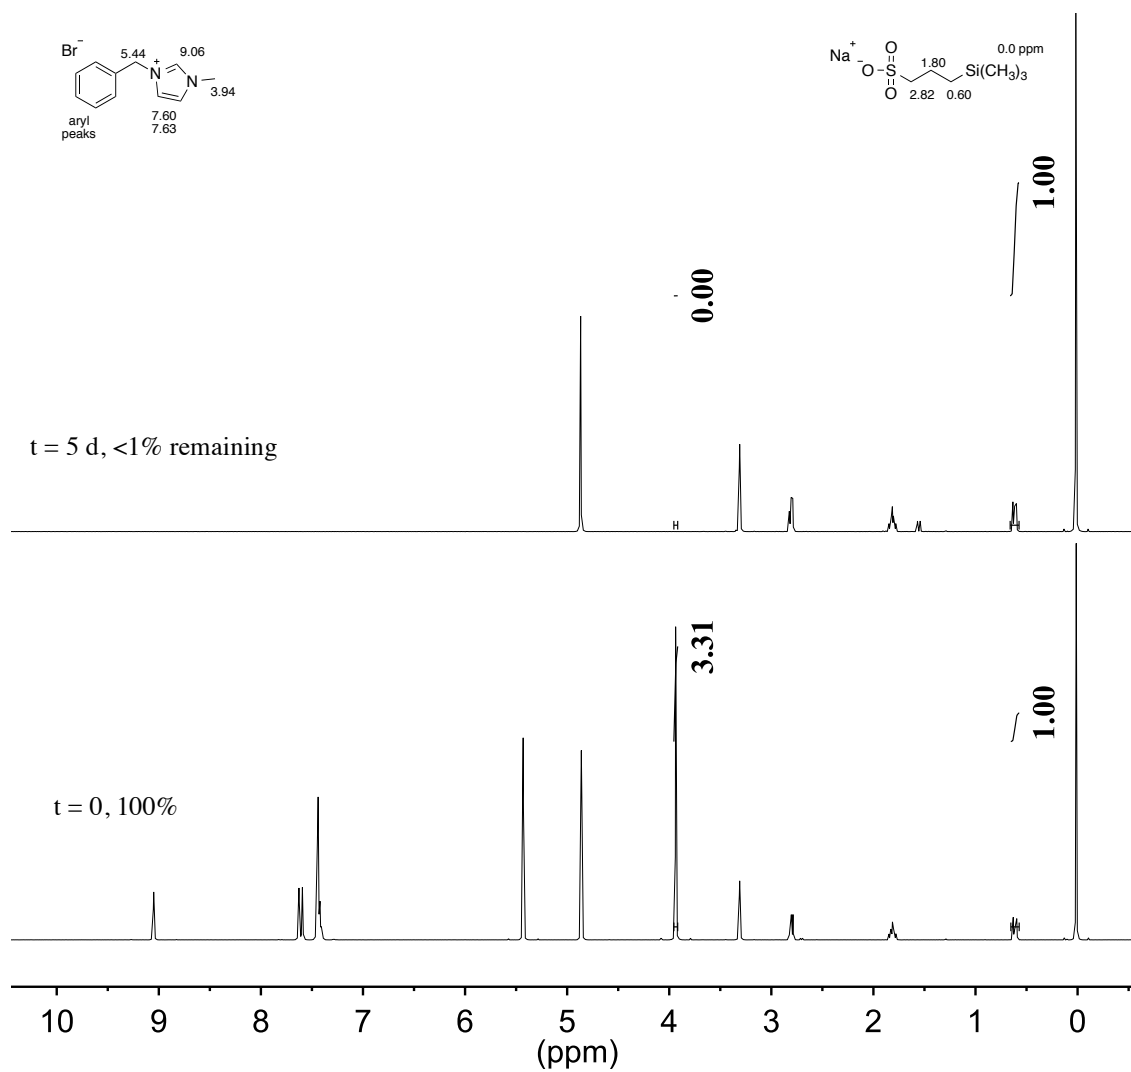 Br⁻
5.44
9.06
N⁺
N
3.94
7.60
7.63
aryl
peaks
Na⁺
⁻O
S
O
O
1.80
2.82
0.60
0.0 ppm
Si(CH₃)₃
1.00
0.00
t = 5 d, <1% remaining
3.31
1.00
t = 0, 100%
10 9 8 7 6 5 4 3 2 1 0
(ppm)